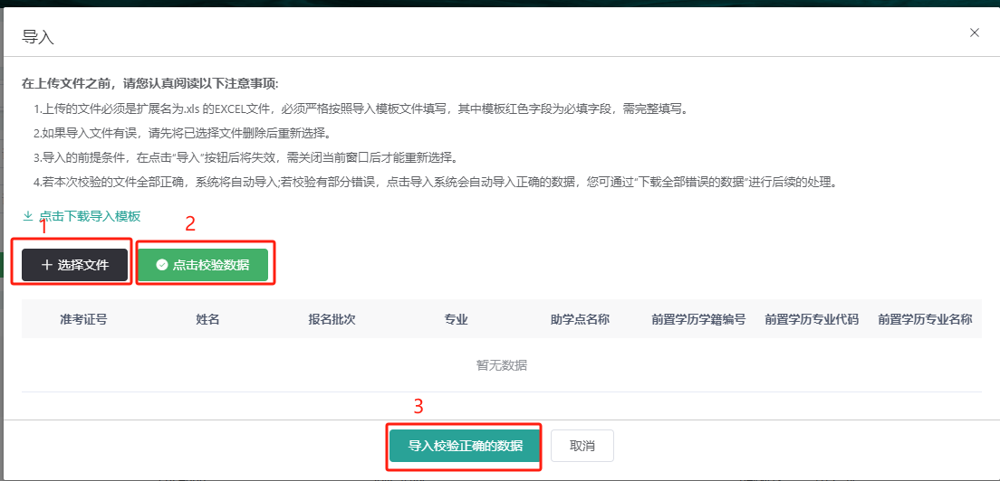 导入
在上传文件之前，请您认真阅读以下注意事项:
1.上传的文件必须是扩展名为.xls 的EXCEL文件，必须严格按照导入模板文件填写，其中模板红色字段为必填字段，需完整填写。
2.如果导入文件有误，请先将已选择文件删除后重新选择。
3.导入的前提条件，在点击"导入"按钮后将失效，需关闭当前窗口后才能重新选择。
4.若本次校验的文件全部正确，系统将自动导入;若校验有部分错误，点击导入系统会自动导入正确的数据，您可通过"下载全部错误的数据"进行后续的处理。
点击下载导入模板
1 2
选择文件 点击校验数据
准考证号 姓名 报名批次 专业 助学点名称 前置学历学籍编号 前置学历专业代码 前置学历专业名称
暂无数据
3
导入校验正确的数据 取消